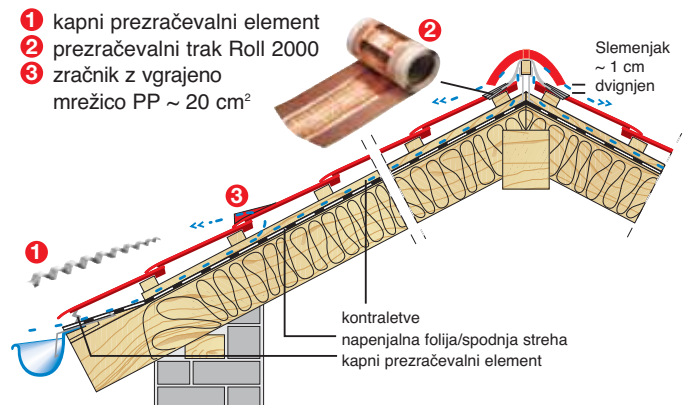 1 kapni prezračevalni element
2 prezračevalni trak Roll 2000
3 zračnik z vgrajeno
mrežico PP ~ 20 cm²
2
Slemenjak
~ 1 cm
dvignjen
3
1
kontraletve
napenjalna folija/spodnja streha
kapni prezračevalni element